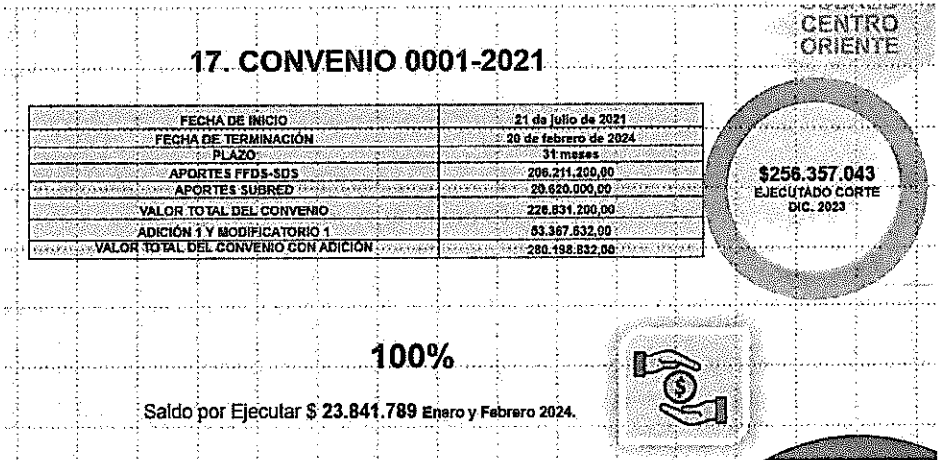 CENTRO
ORIENTE
17. CONVENIO 0001-2021
FECHA DE INICIO 21 de julio de 2021
FECHA DE TERMINACIÓN 20 de febrero de 2024
PLAZO 31 meses
APORTES FFDS-SDS 206.211.200,00
APORTES SUBRED 20.620.000,00
VALOR TOTAL DEL CONVENIO 226.831.200,00
ADICIÓN 1 Y MODIFICATORIO 1 53.367.632,00
VALOR TOTAL DEL CONVENIO CON ADICIÓN 280.198.832,00
$256.357.043
EJECUTADO CORTE
DIC. 2023
100%
$
Saldo por Ejecutar $ 23.841.789 Enero y Febrero 2024.